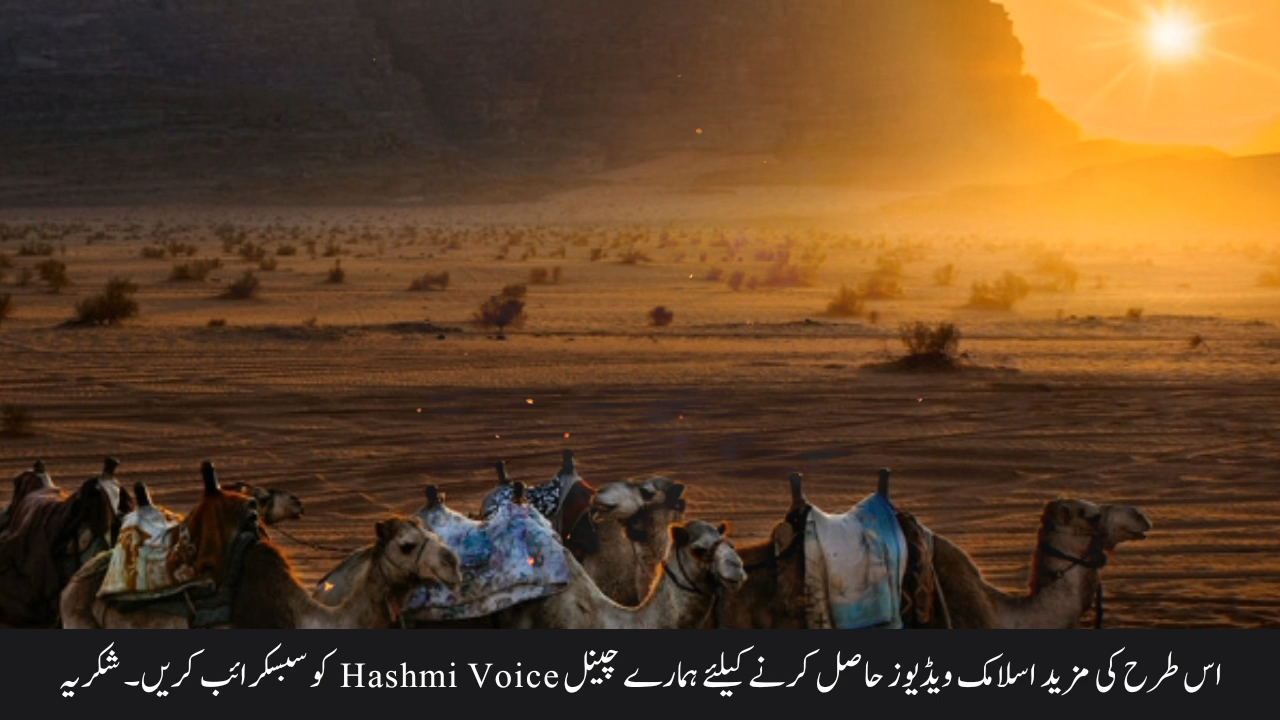 اس طرح کی مزید اسلامک ویڈیوز حاصل کرنے کیلئے ہمارے چینل Hashmi Voice کو سبسکرائب کریں۔ شکریہ